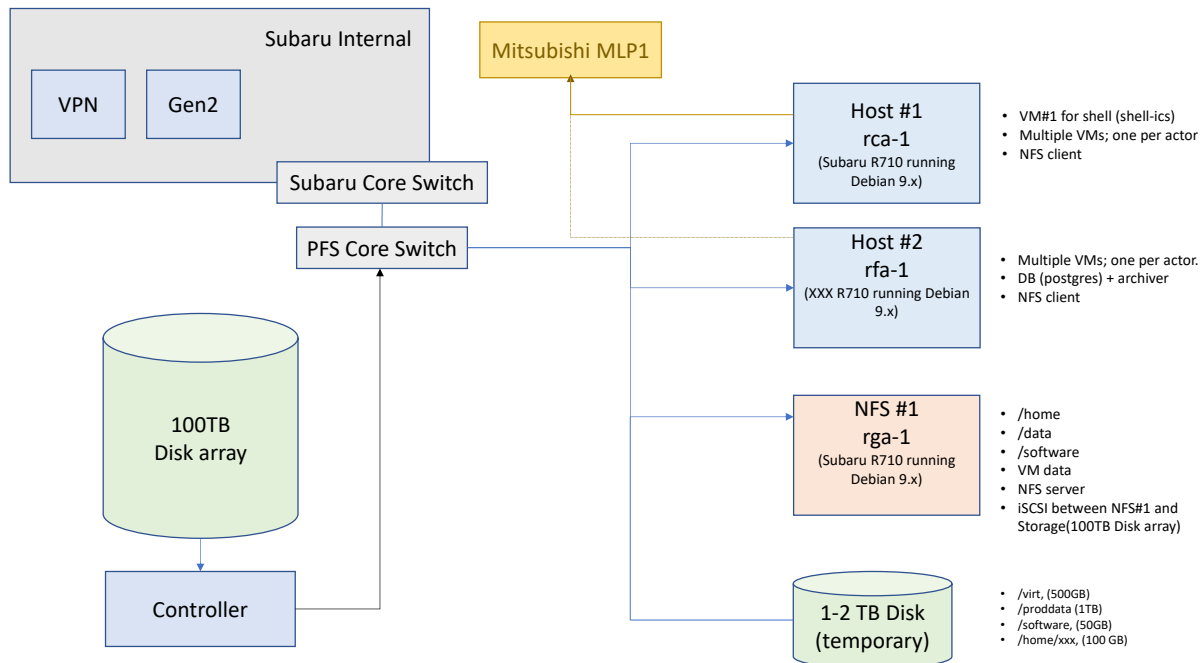 Subaru Internal
VPN
Gen2
Subaru Core Switch
PFS Core Switch
Mitsubishi MLP1
100TB
Disk array
Controller
Host #1
rca-1
(Subaru R710 running
Debian 9.x)
• VM#1 for shell (shell-ics)
• Multiple VMs; one per actor
• NFS client
Host #2
rfa-1
(XXX R710 running Debian
9.x)
• Multiple VMs; one per actor.
• DB (postgres) + archiver
• NFS client
NFS #1
rga-1
(Subaru R710 running
Debian 9.x)
• /home
• /data
• /software
• VM data
• NFS server
• iSCSI between NFS#1 and
Storage(100TB Disk array)
1-2 TB Disk
(temporary)
• /virt, (500GB)
• /proddata (1TB)
• /software, (50GB)
• /home/xxx, (100 GB)